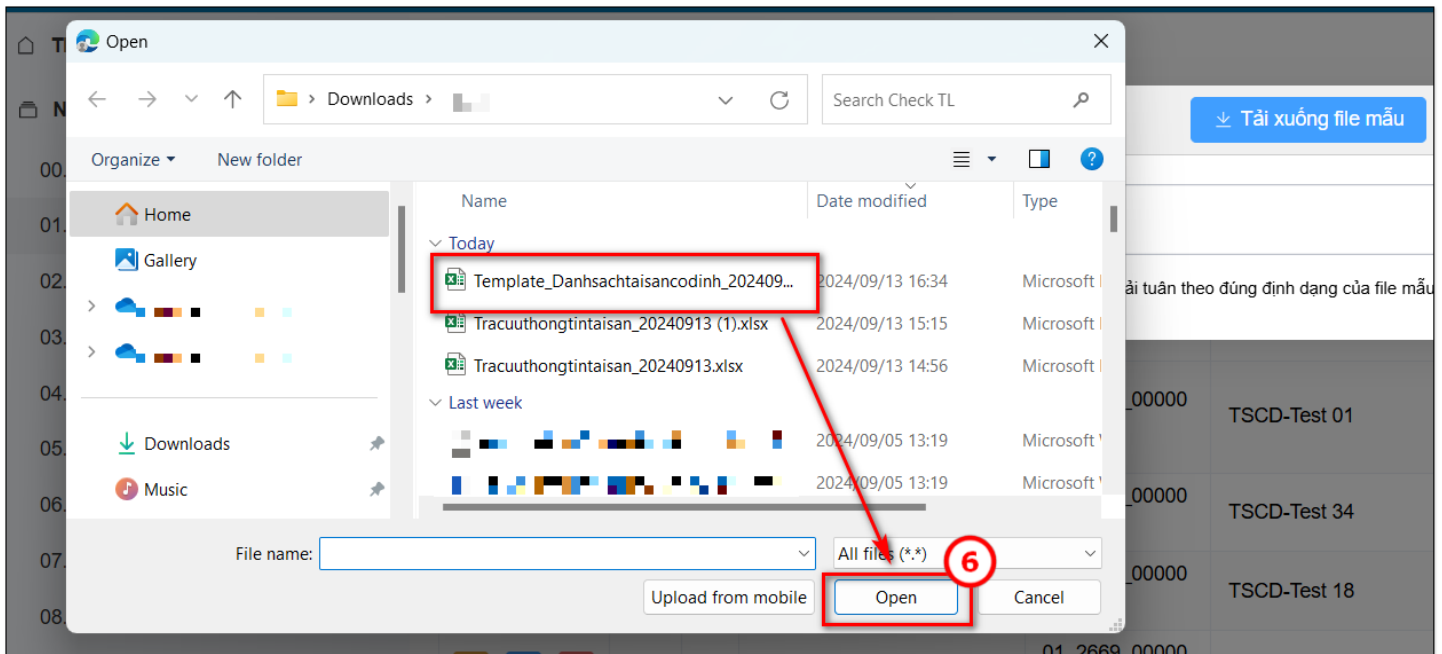 Open
Downloads
Search Check TL
Tải xuống file mẫu
Organize
New folder
00.
Home
Name
Date modified
Type
01.
Today
Gallery
02.
Template_Danhsachtaisancodinh_202409...
2024/09/13 16:34
Microsoft
ải tuân theo đúng định dạng của file mẫu
Tracuuthongtintaisan_20240913 (1).xlsx
2024/09/13 15:15
Microsoft
03.
Tracuuthongtintaisan_20240913.xlsx
2024/09/13 14:56
Microsoft
04.
Last week
_00000
TSCD-Test 01
05.
Downloads
2024/09/05 13:19
Microsoft
Music
2024/09/05 13:19
Microsoft
06.
_00000
TSCD-Test 34
07.
File name:
All files (*.*)
6
_00000
TSCD-Test 18
Upload from mobile
Open
Cancel
08.
01_2669_00000